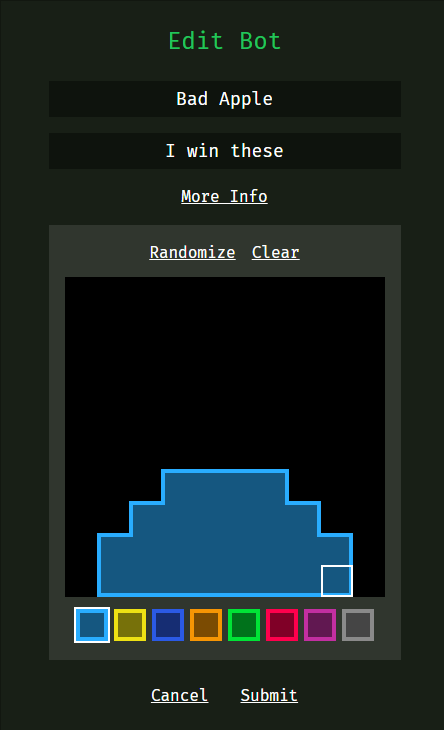 Edit Bot
Bad Apple
I win these
More Info
Randomize Clear
Cancel Submit